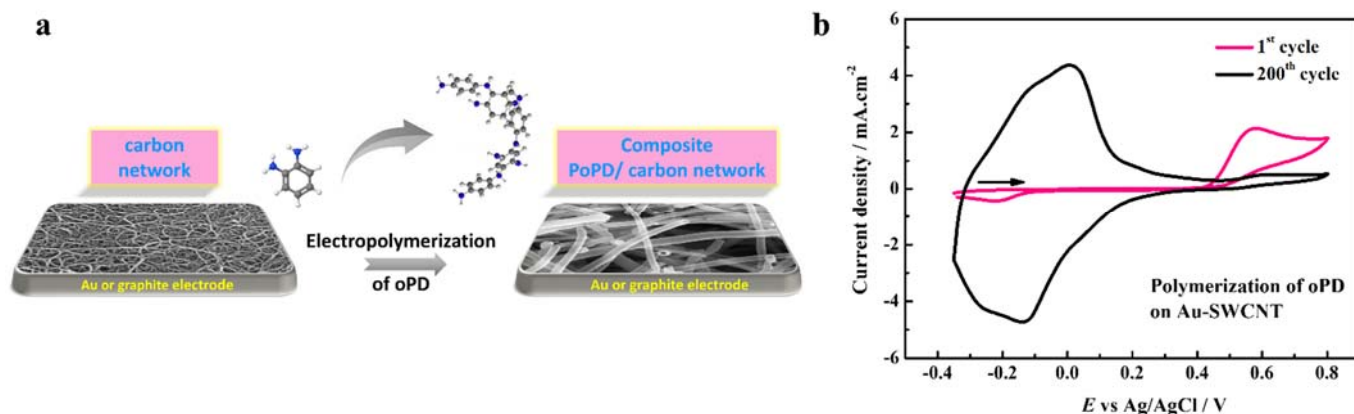 a
carbon
network
Electropolymerization
of oPD
Composite
PoPD/ carbon network
Au or graphite electrode
Au or graphite electrode
b
Current density / mA.cm-2
6
4
2
0
-2
-4
-6
1st cycle
200th cycle
Polymerization of oPD
on Au-SWCNT
-0.4 -0.2 0.0 0.2 0.4 0.6 0.8
E vs Ag/AgCl / V